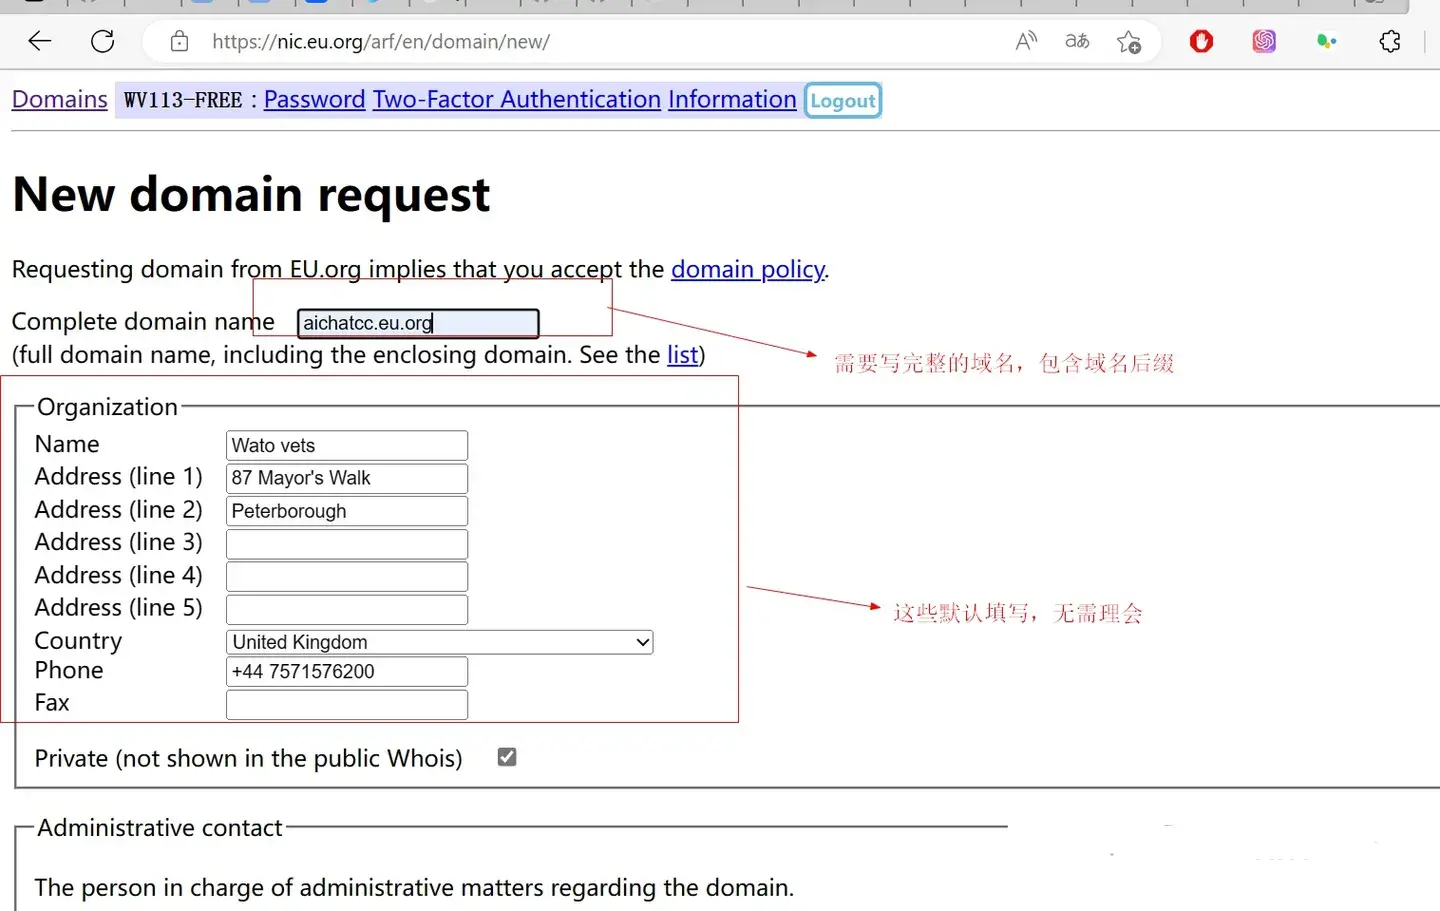 https://nic.eu.org/arf/en/domain/new/
Domains WV113-FREE : Password Two-Factor Authentication Information Logout
New domain request
Requesting domain from EU.org implies that you accept the domain policy.
Complete domain name aichatcc.eu.org
(full domain name, including the enclosing domain. See the list)
需要写完整的域名，包含域名后缀
Organization
Name Wato vets
Address (line 1) 87 Mayor's Walk
Address (line 2) Peterborough
Address (line 3)
Address (line 4)
Address (line 5)
这些默认填写，无需理会
Country United Kingdom
Phone +44 7571576200
Fax
Private (not shown in the public Whois)
Administrative contact
The person in charge of administrative matters regarding the domain.